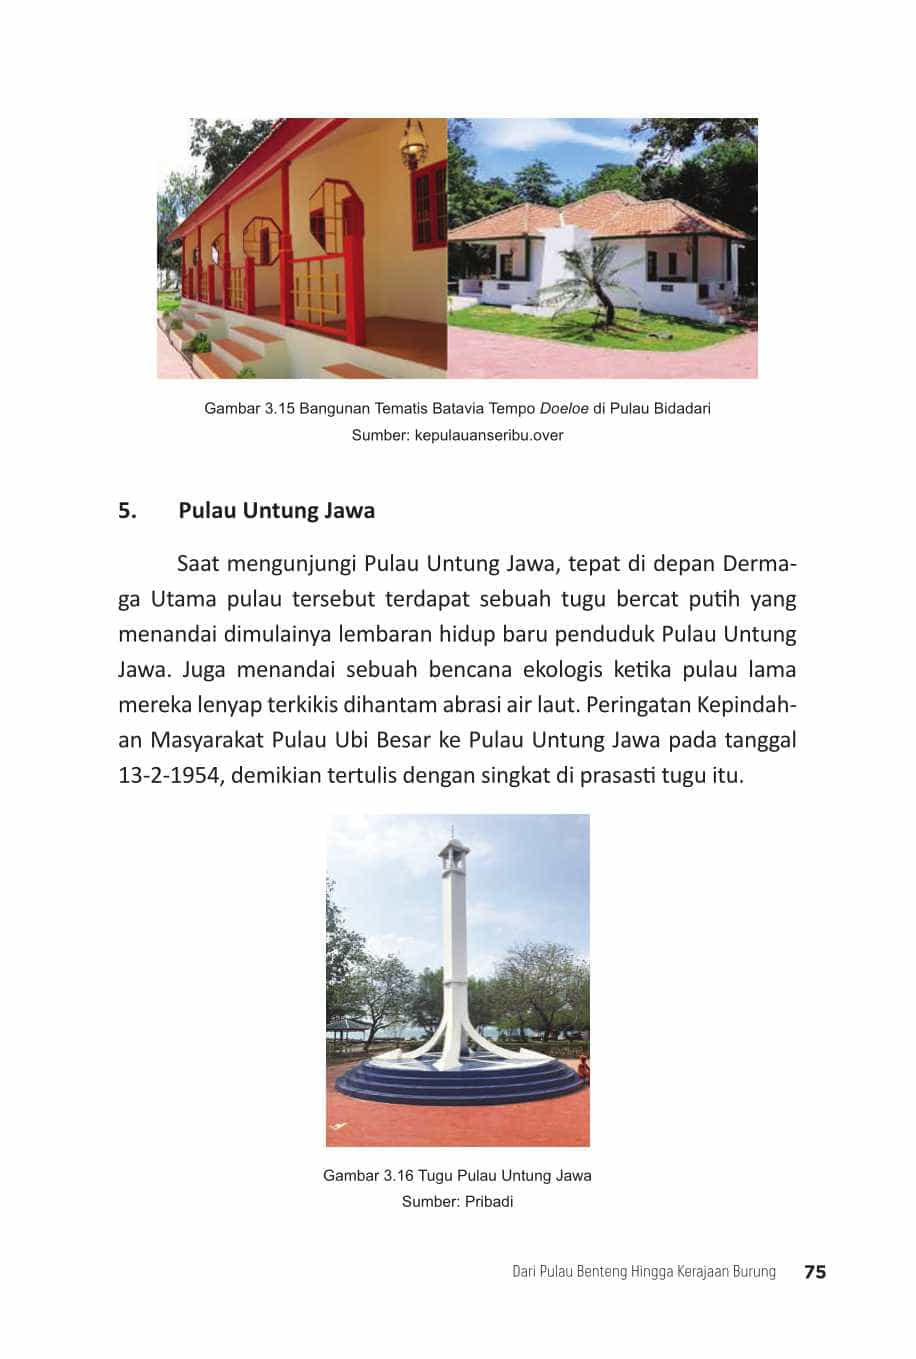 Gambar 3.15 Bangunan Tematis Batavia Tempo Doeloe di Pulau Bidadari
Sumber: kepulauanseribu.over
5. Pulau Untung Jawa
Saat mengunjungi Pulau Untung Jawa, tepat di depan Derma-
ga Utama pulau tersebut terdapat sebuah tugu bercat putih yang
menandai dimulainya lembaran hidup baru penduduk Pulau Untung
Jawa. Juga menandai sebuah bencana ekologis ketika pulau lama
mereka lenyap terkikis dihantam abrasi air laut. Peringatan Kepindah-
an Masyarakat Pulau Ubi Besar ke Pulau Untung Jawa pada tanggal
13-2-1954, demikian tertulis dengan singkat di prasasti tugu itu.
Gambar 3.16 Tugu Pulau Untung Jawa
Sumber: Pribadi
Dari Pulau Benteng Hingga Kerajaan Burung 75